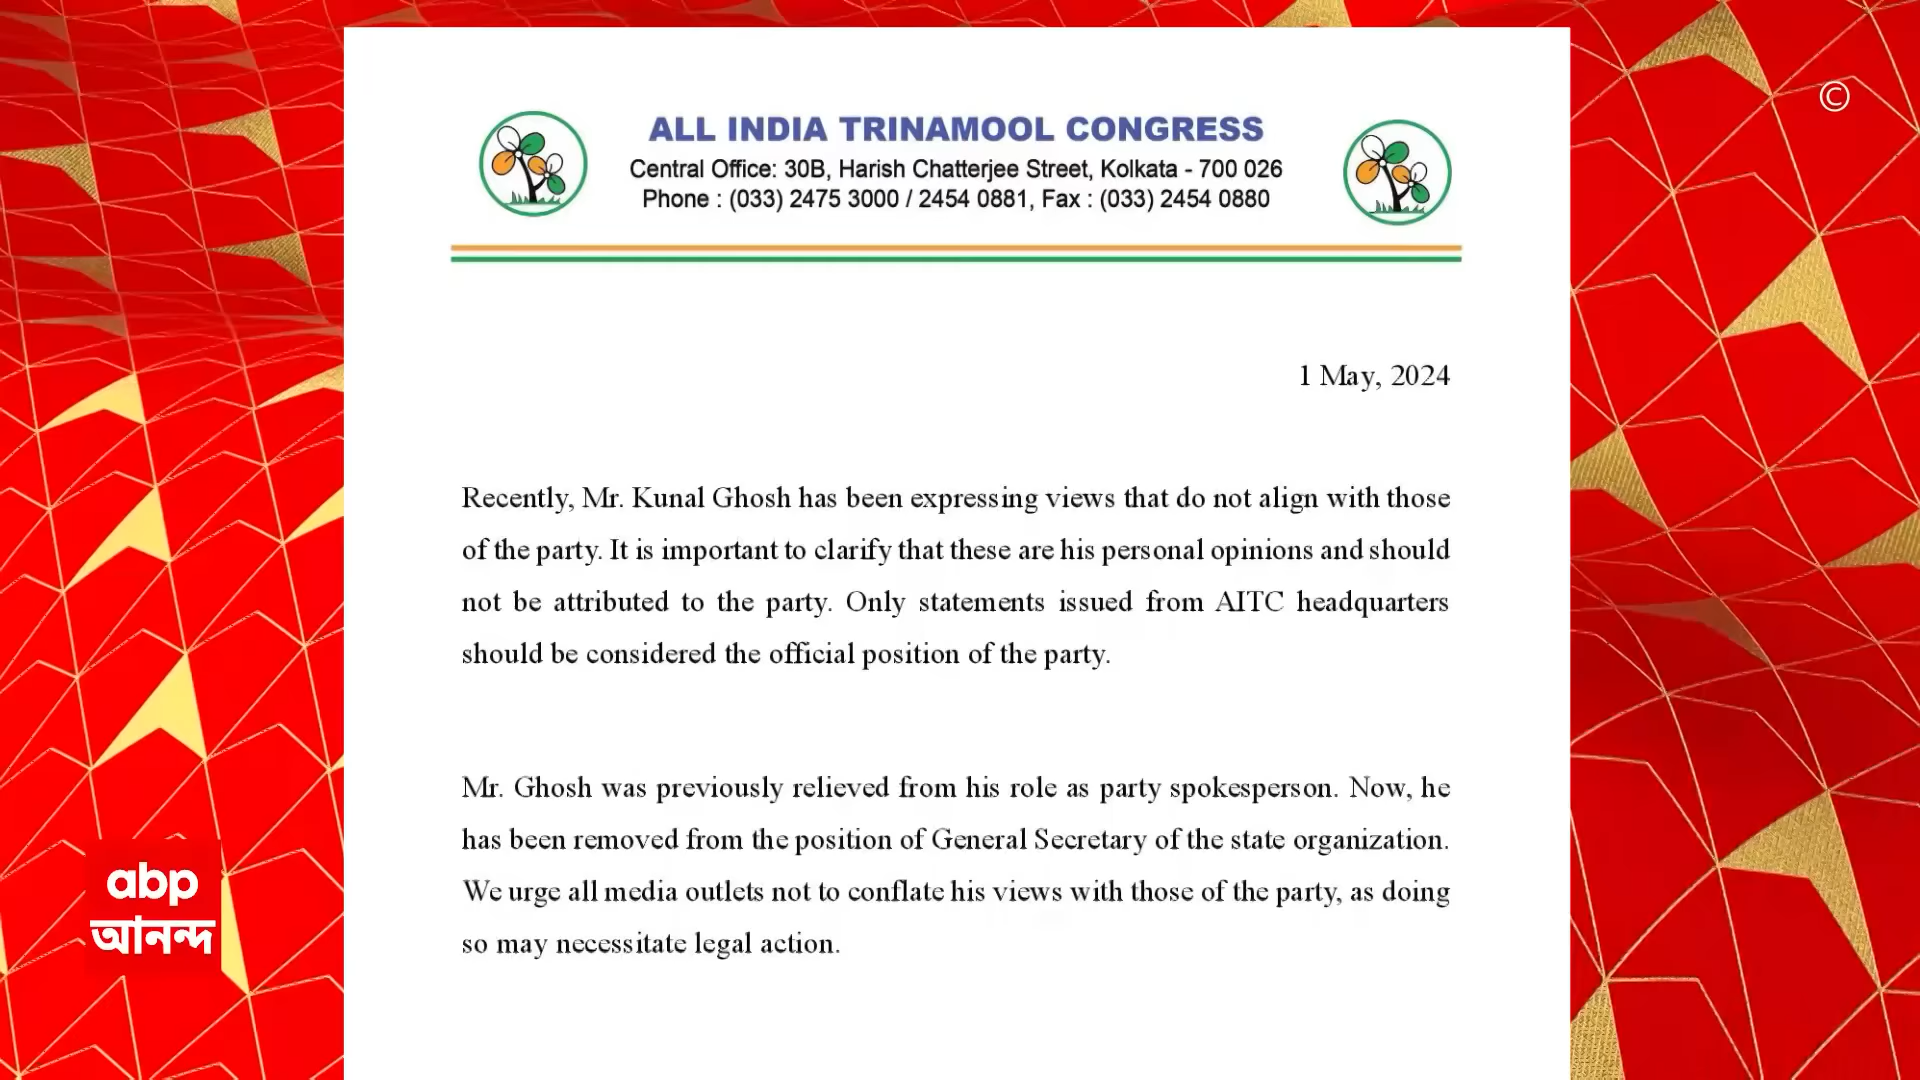 ©
ALL INDIA TRINAMOOL CONGRESS
Central Office: 30B, Harish Chatterjee Street, Kolkata - 700 026
Phone : (033) 2475 3000 / 2454 0881, Fax : (033) 2454 0880
1 May, 2024
Recently, Mr. Kunal Ghosh has been expressing views that do not align with those
of the party. It is important to clarify that these are his personal opinions and should
not be attributed to the party. Only statements issued from AITC headquarters
should be considered the official position of the party.
Mr. Ghosh was previously relieved from his role as party spokesperson. Now, he
has been removed from the position of General Secretary of the state organization.
We urge all media outlets not to conflate his views with those of the party, as doing
so may necessitate legal action.
abp
আনন্দ